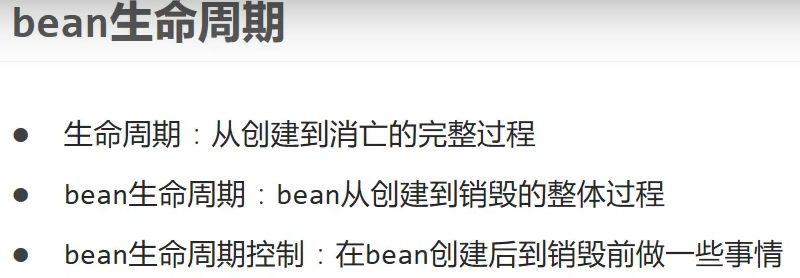 bean生命周期
● 生命周期：从创建到消亡的完整过程
● bean生命周期：bean从创建到销毁的整体过程
● bean生命周期控制：在bean创建后到销毁前做一些事情